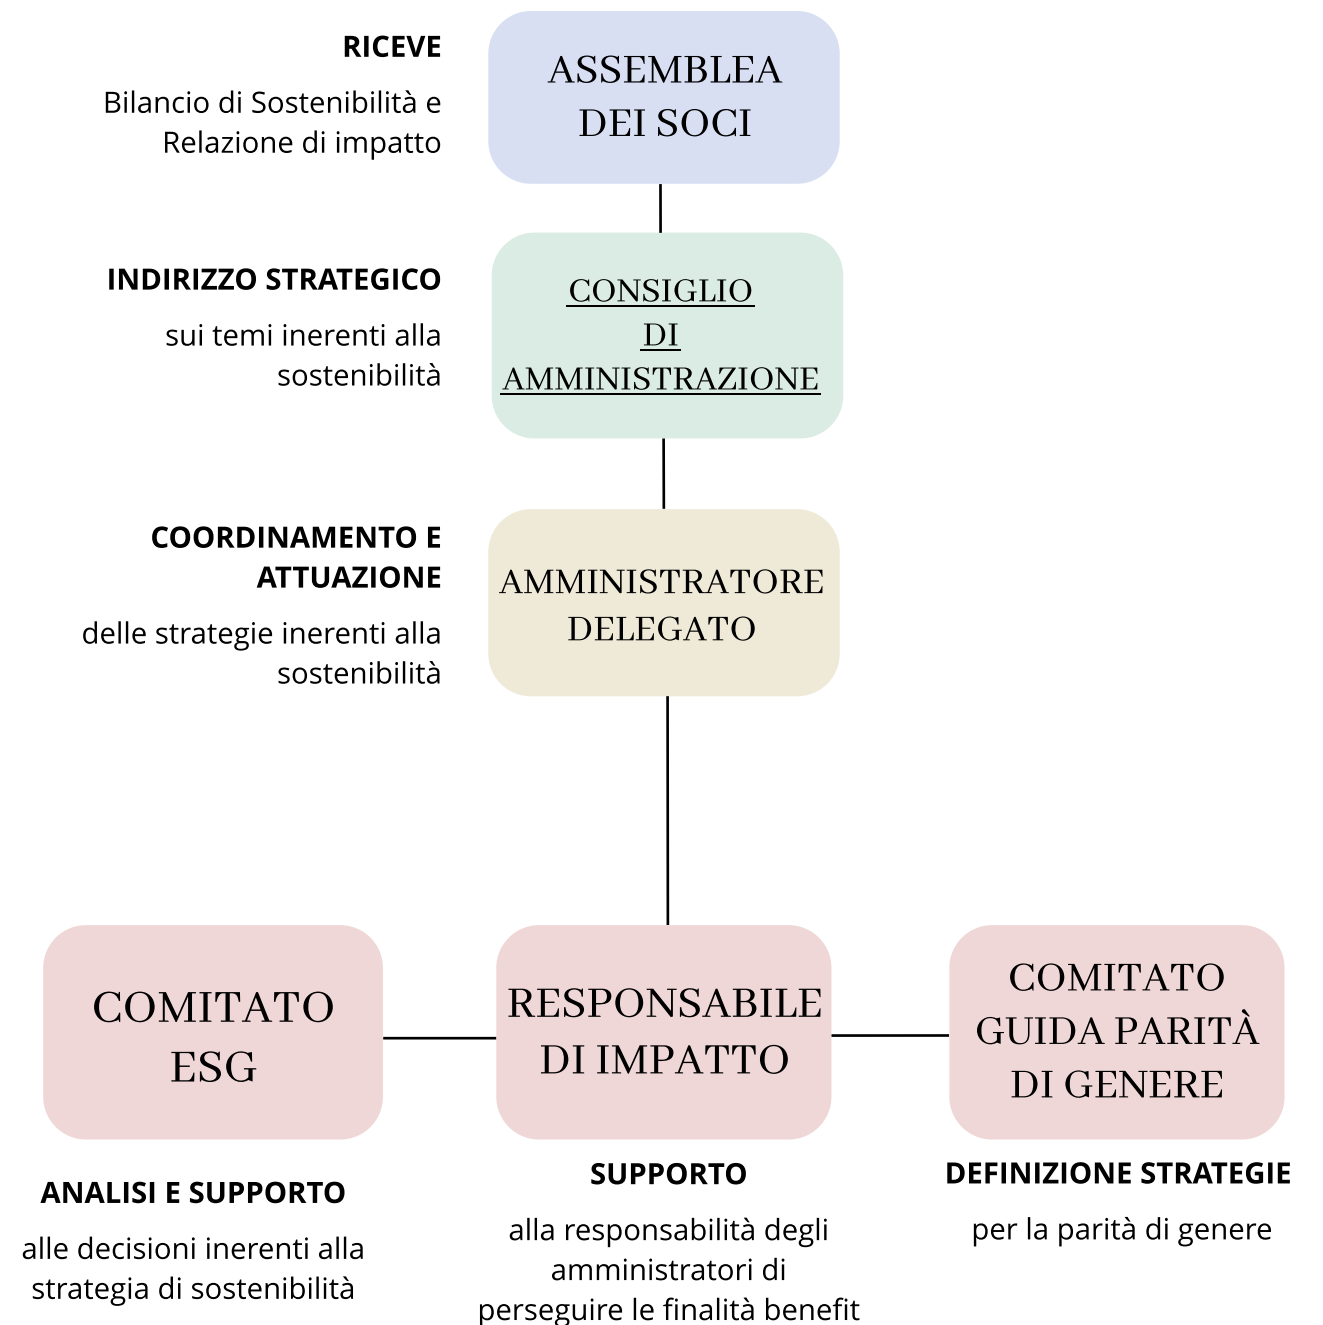 RICEVE
Bilancio di Sostenibilità e
Relazione di impatto
ASSEMBLEA
DEI SOCI
INDIRIZZO STRATEGICO
sui temi inerenti alla
sostenibilità
CONSIGLIO
DI
AMMINISTRAZIONE
COORDINAMENTO E
ATTUAZIONE
delle strategie inerenti alla
sostenibilità
AMMINISTRATORE
DELEGATO
COMITATO
ESG
ANALISI E SUPPORTO
alle decisioni inerenti alla
strategia di sostenibilità
RESPONSABILE
DI IMPATTO
SUPPORTO
alla responsabilità degli
amministratori di
perseguire le finalità benefit
COMITATO
GUIDA PARITÀ
DI GENERE
DEFINIZIONE STRATEGIE
per la parità di genere